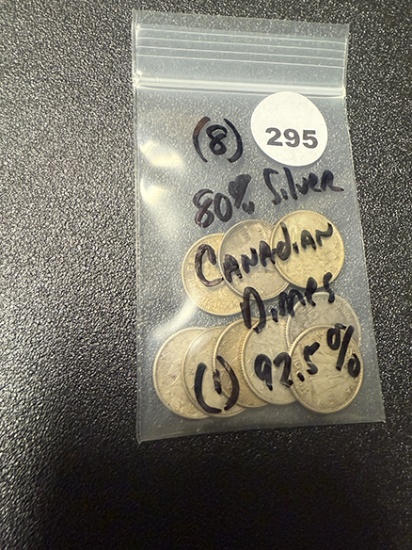 (8) 295
80% Silver
Canadian
Dimes
(1) 92.5%